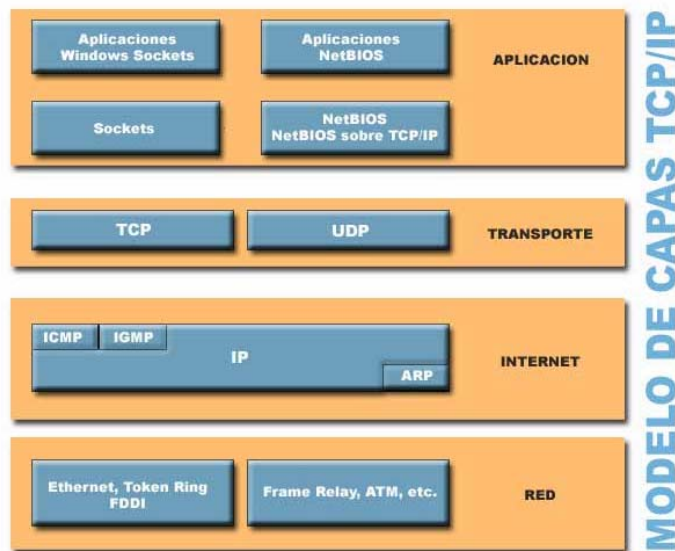 Aplicaciones
Windows Sockets
Aplicaciones
NetBIOS
APLICACION
Sockets
NetBIOS
NetBIOS sobre TCP/IP
TCP
UDP
TRANSPORTE
ICMP
IGMP
IP
ARP
INTERNET
Ethernet, Token Ring
FDDI
Frame Relay, ATM, etc.
RED
MODELO DE CAPAS TCP/IP